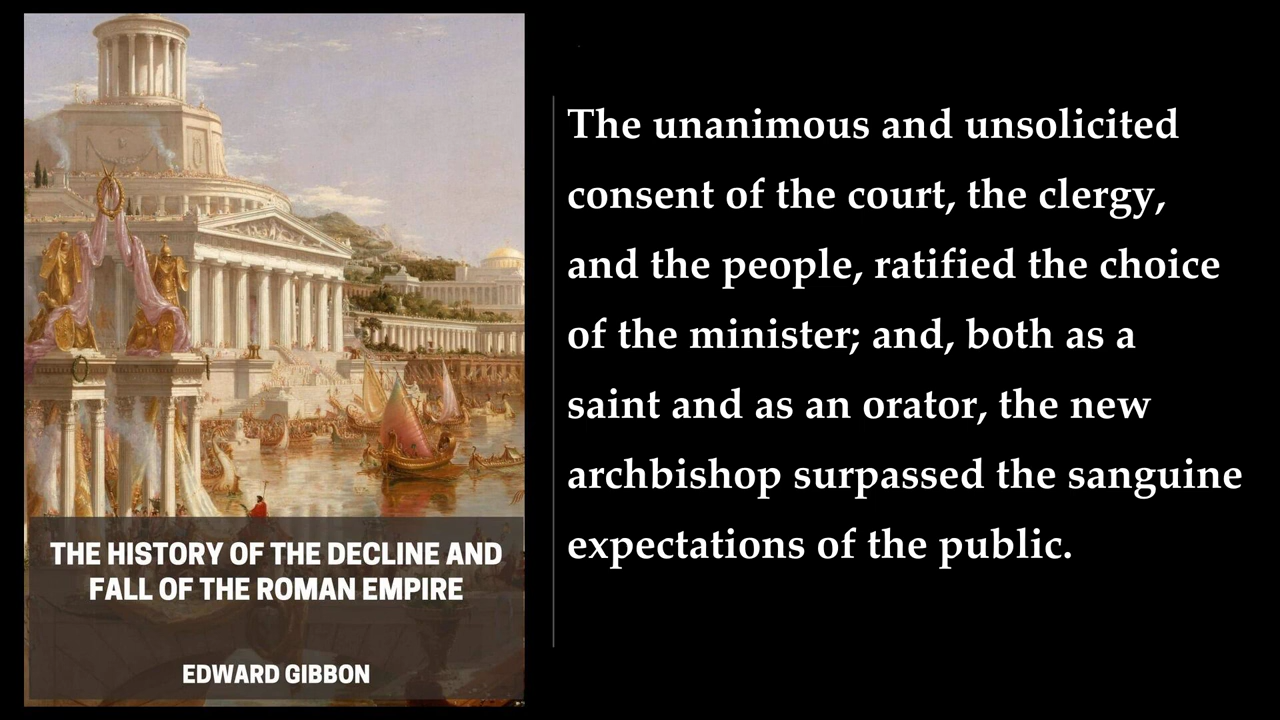 THE HISTORY OF THE DECLINE AND
FALL OF THE ROMAN EMPIRE
EDWARD GIBBON
The unanimous and unsolicited
consent of the court, the clergy,
and the people, ratified the choice
of the minister; and, both as a
saint and as an orator, the new
archbishop surpassed the sanguine
expectations of the public.